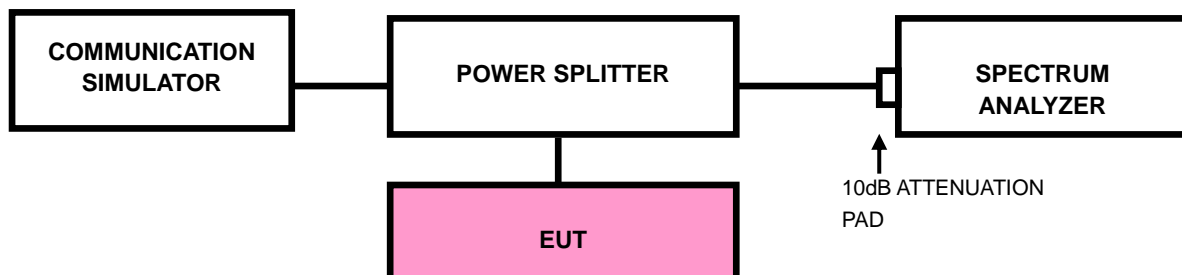 COMMUNICATION
SIMULATOR
POWER SPLITTER
SPECTRUM
ANALYZER
10dB ATTENUATION
PAD
EUT